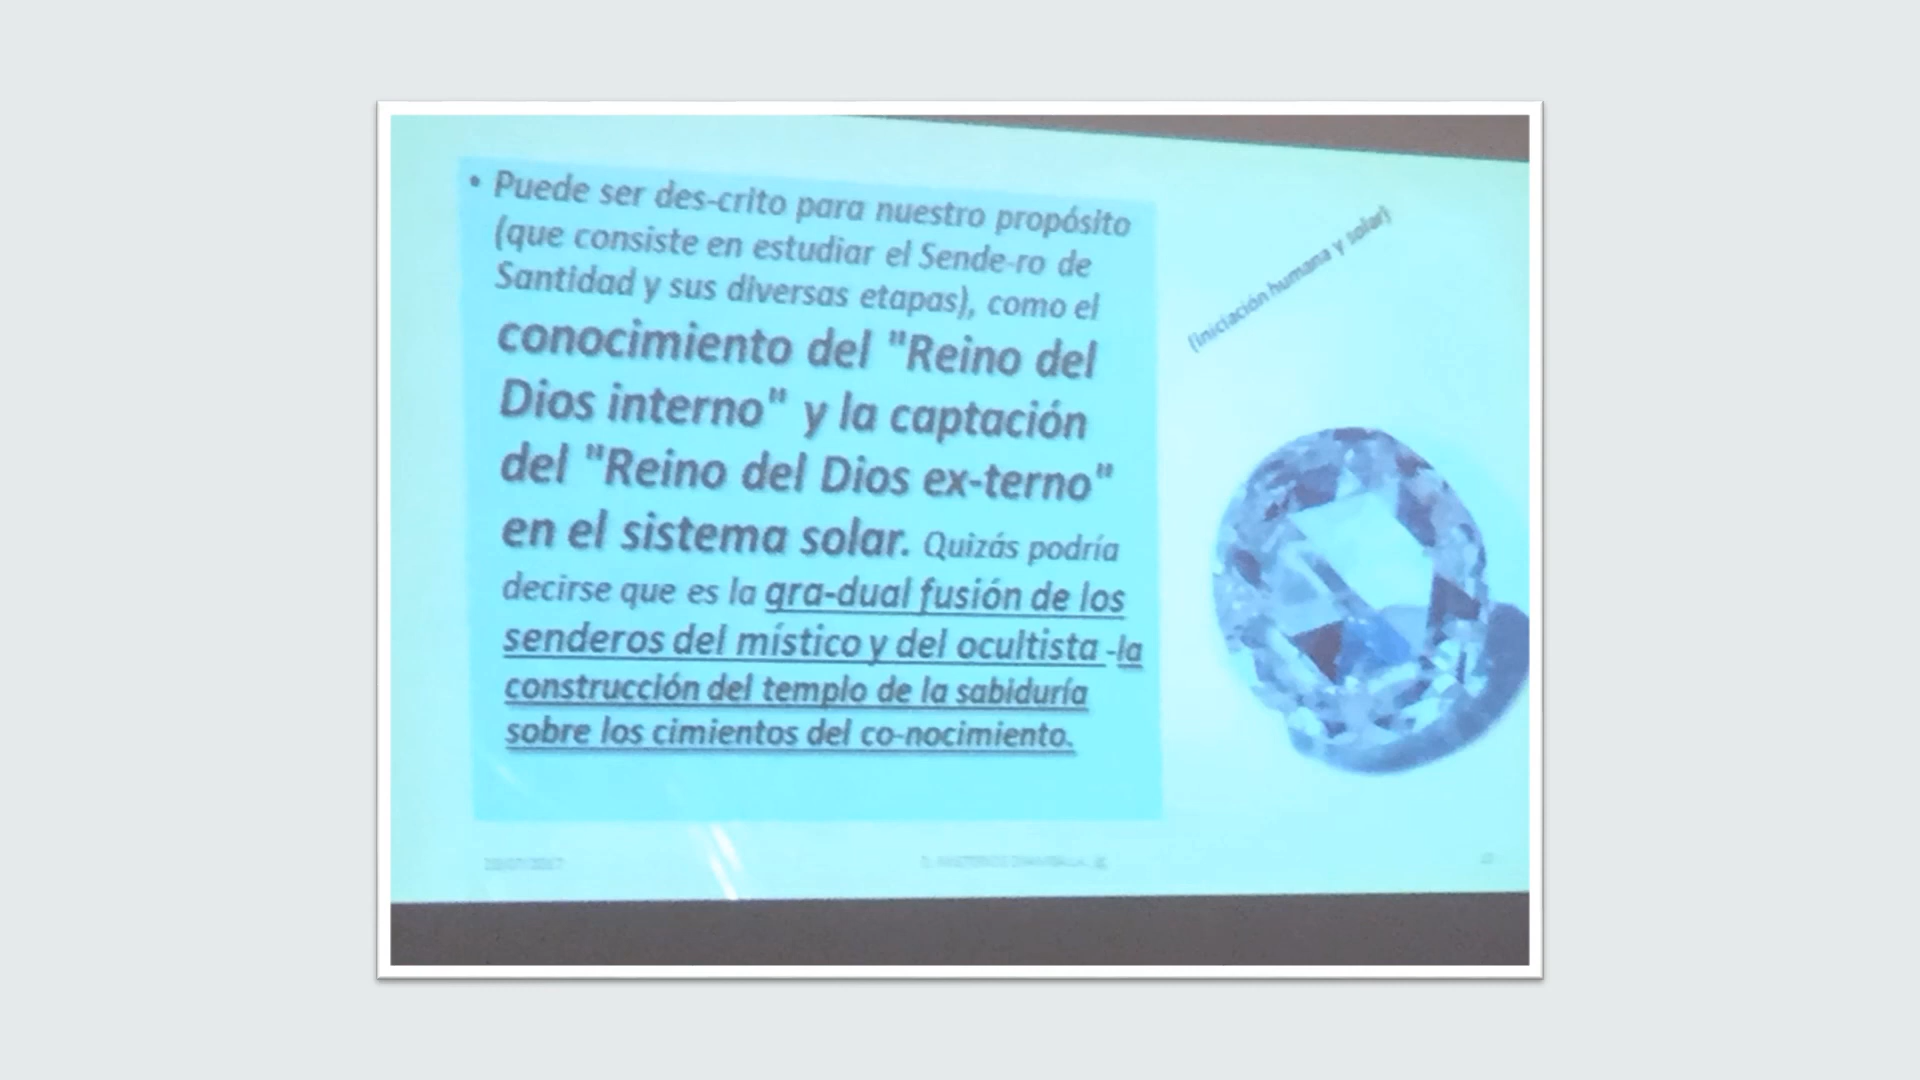 • Puede ser des-crito para nuestro propósito
(que consiste en estudiar el Sende-ro de
Santidad y sus diversas etapas), como el
conocimiento del "Reino del
Dios interno" y la captación
del "Reino del Dios ex-terno"
en el sistema solar. Quizás podría
decirse que es la gra-dual fusión de los
senderos del místico y del ocultista -la
construcción del templo de la sabiduría
sobre los cimientos del co-nocimiento.
(iniciación humana y solar)